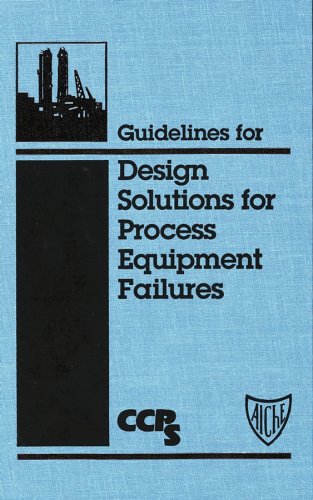 Guidelines for
Design
Solutions for
Process
Equipment
Failures
CCPS
AIChE